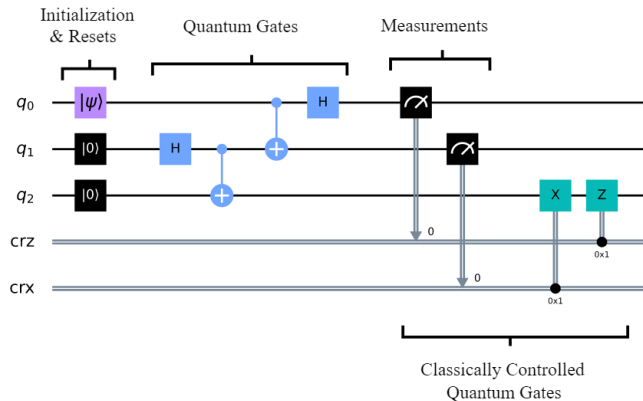 Initialization
& Resets
Quantum Gates
Measurements
q0 |ψ⟩ H
q1 |0⟩ H
q2 |0⟩ X Z
crz 0 0x1
crx 0 0x1
Classically Controlled
Quantum Gates